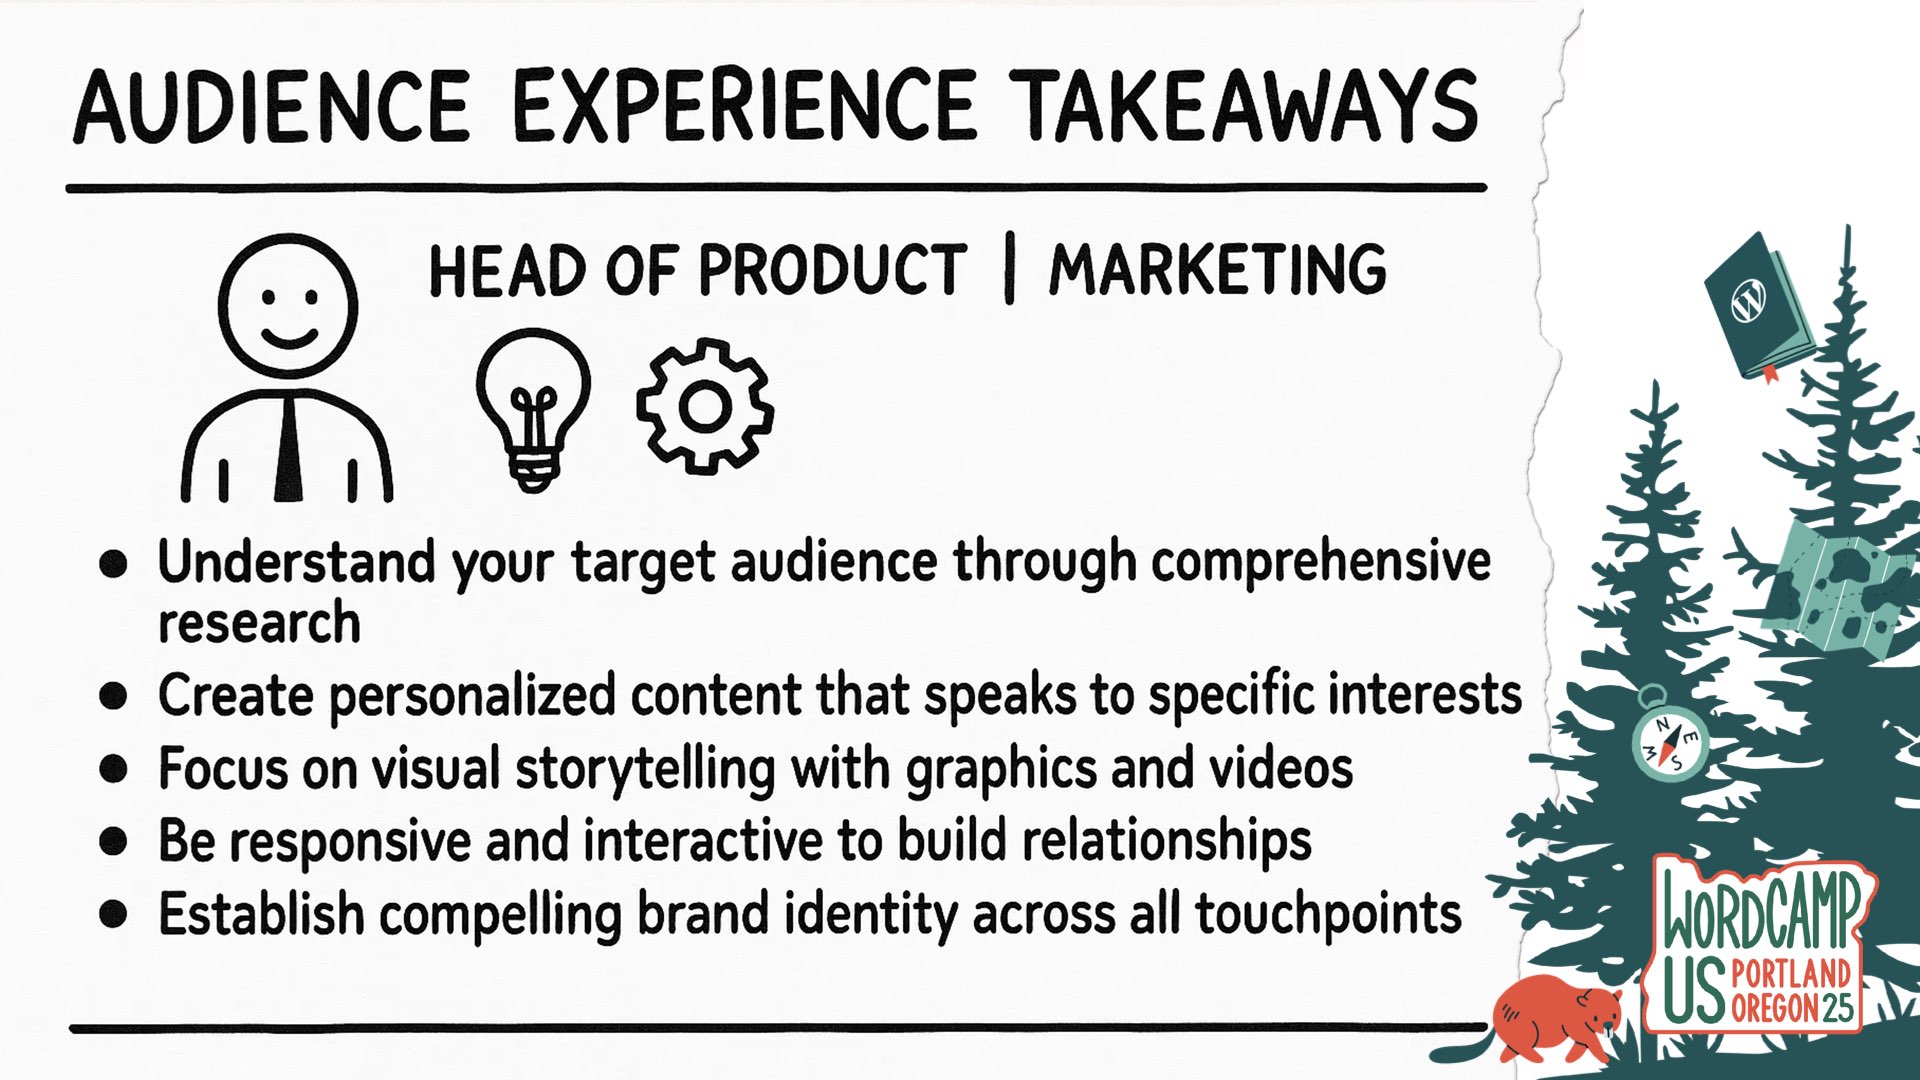 AUDIENCE EXPERIENCE TAKEAWAYS
HEAD OF PRODUCT | MARKETING
● Understand your target audience through comprehensive
research
● Create personalized content that speaks to specific interests
● Focus on visual storytelling with graphics and videos
● Be responsive and interactive to build relationships
● Establish compelling brand identity across all touchpoints
W
N
E
S
W
WORDCAMP
US PORTLAND
OREGON 25